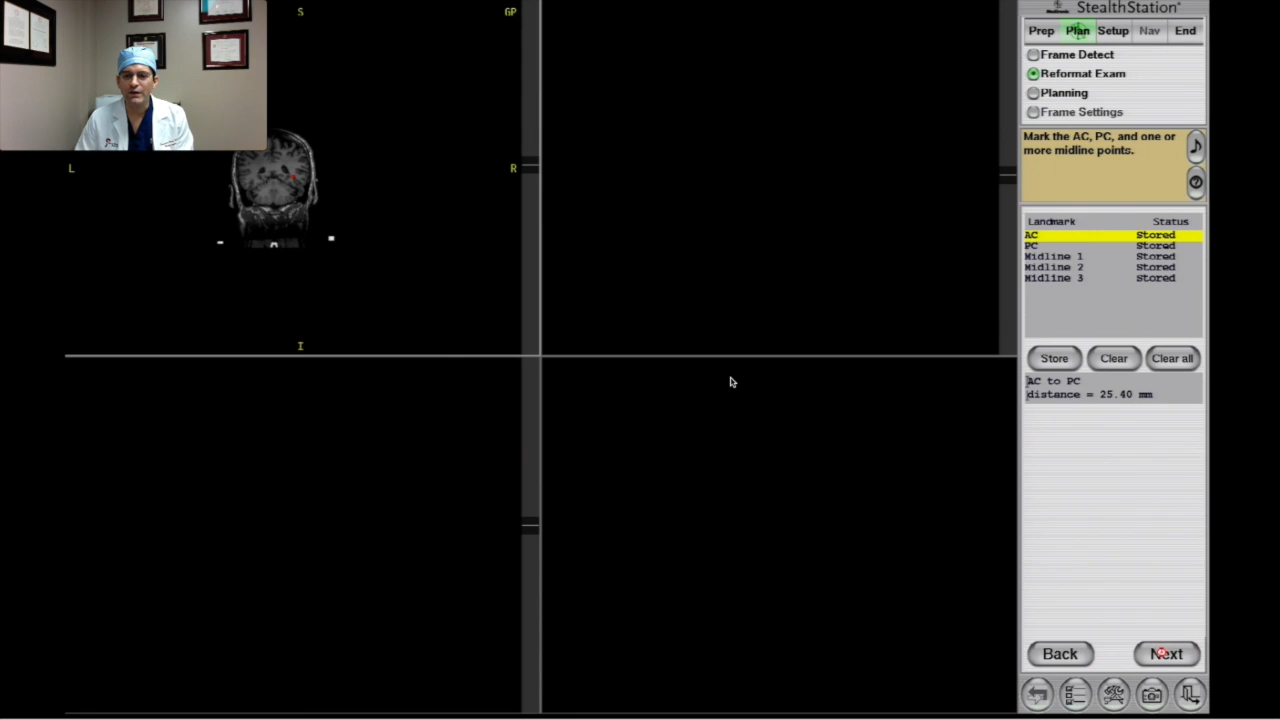 S
GP
L
R
I
StealthStation
Prep Plan Setup Nav End
Frame Detect
Reformat Exam
Planning
Frame Settings
Mark the AC, PC, and one or
more midline points.
Landmark Status
AC Stored
PC Stored
Midline 1 Stored
Midline 2 Stored
Midline 3 Stored
Store Clear Clear all
AC to PC
distance = 25.40 mm
Back Next